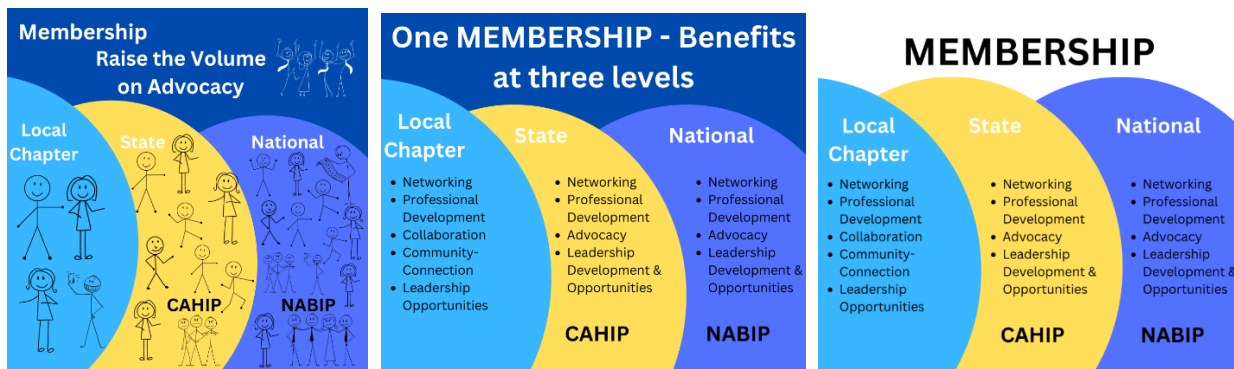 Membership
Raise the Volume
on Advocacy
Local
Chapter
State
National
CAHIP
NABIP
One MEMBERSHIP - Benefits
at three levels
Local
Chapter
• Networking
• Professional
Development
• Collaboration
• Community-
Connection
• Leadership
Opportunities
State
• Networking
• Professional
Development
• Advocacy
• Leadership
Development &
Opportunities
CAHIP
National
• Networking
• Professional
Development
• Advocacy
• Leadership
Development &
Opportunities
NABIP
MEMBERSHIP
Local
Chapter
• Networking
• Professional
Development
• Collaboration
• Community-
Connection
• Leadership
Opportunities
State
• Networking
• Professional
Development
• Advocacy
• Leadership
Development &
Opportunities
CAHIP
National
• Networking
• Professional
Development
• Advocacy
• Leadership
Development &
Opportunities
NABIP